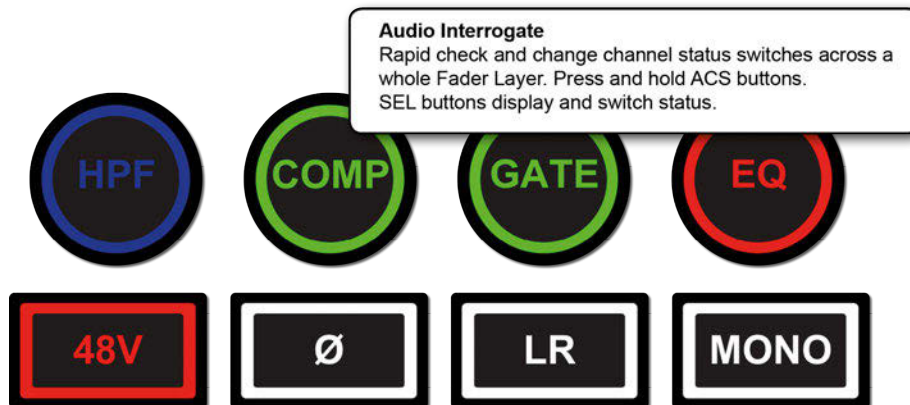 Audio Interrogate
Rapid check and change channel status switches across a
whole Fader Layer. Press and hold ACS buttons.
SEL buttons display and switch status.
HPF
COMP
GATE
EQ
48V
Ø
LR
MONO